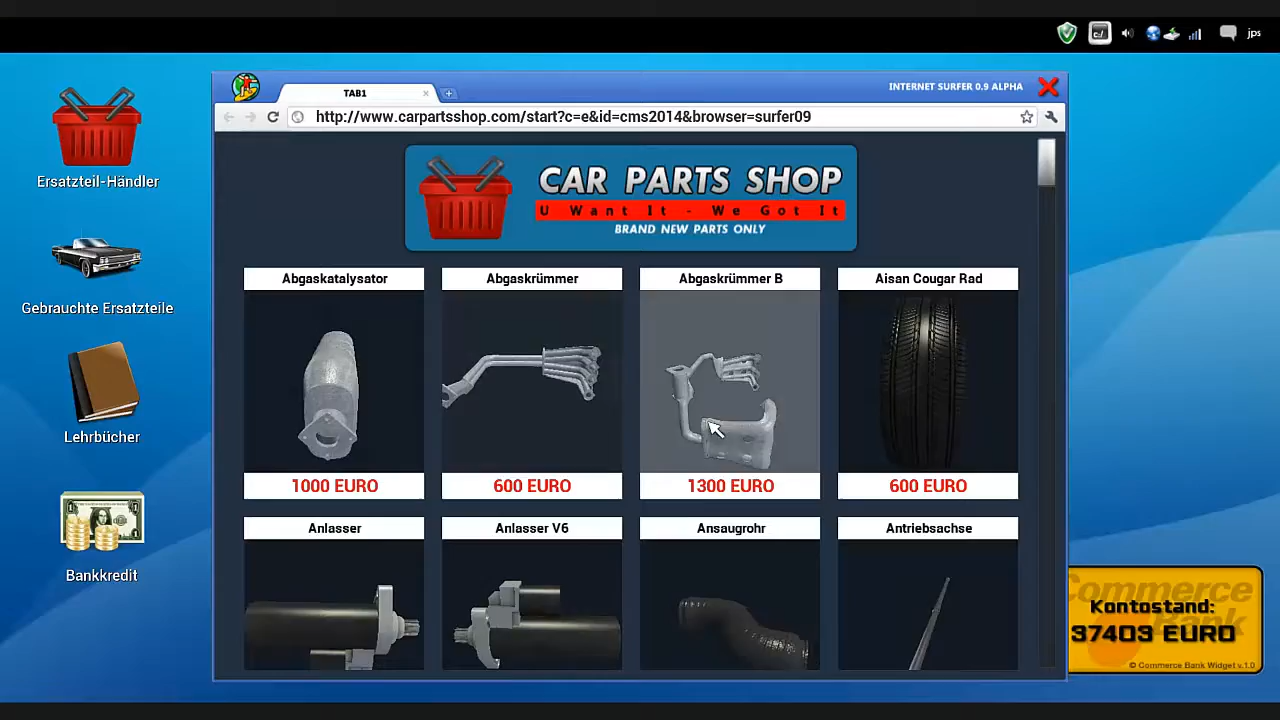 c:/
jps
TAB1
INTERNET SURFER 0.9 ALPHA
http://www.carpartsshop.com/start?c=e&id=cms2014&browser=surfer09
CAR PARTS SHOP
U Want It - We Got It
BRAND NEW PARTS ONLY
Ersatzteil-Händler
Gebrauchte Ersatzteile
Lehrbücher
Bankkredit
Abgaskatalysator
Abgaskrümmer
Abgaskrümmer B
Aisan Cougar Rad
1000 EURO
600 EURO
1300 EURO
600 EURO
Anlasser
Anlasser V6
Ansaugrohr
Antriebsachse
Commerce
Bank
Kontostand:
37403 EURO
© Commerce Bank Widget v.1.0